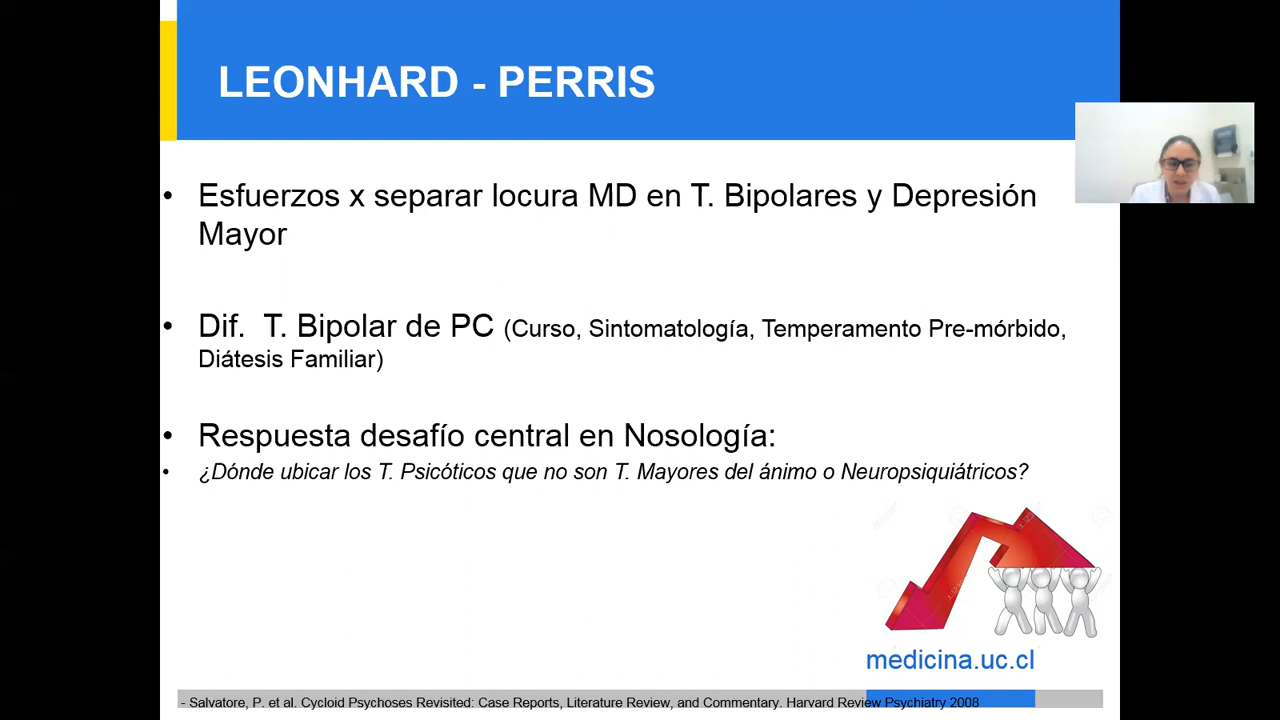 LEONHARD - PERRIS
• Esfuerzos x separar locura MD en T. Bipolares y Depresión
Mayor
• Dif.  T. Bipolar de PC (Curso, Sintomatología, Temperamento Pre-mórbido,
Diátesis Familiar)
• Respuesta desafío central en Nosología:
• ¿Dónde ubicar los T. Psicóticos que no son T. Mayores del ánimo o Neuropsiquiátricos?
medicina.uc.cl
- Salvatore, P. et al. Cycloid Psychoses Revisited: Case Reports, Literature Review, and Commentary. Harvard Review Psychiatry 2008